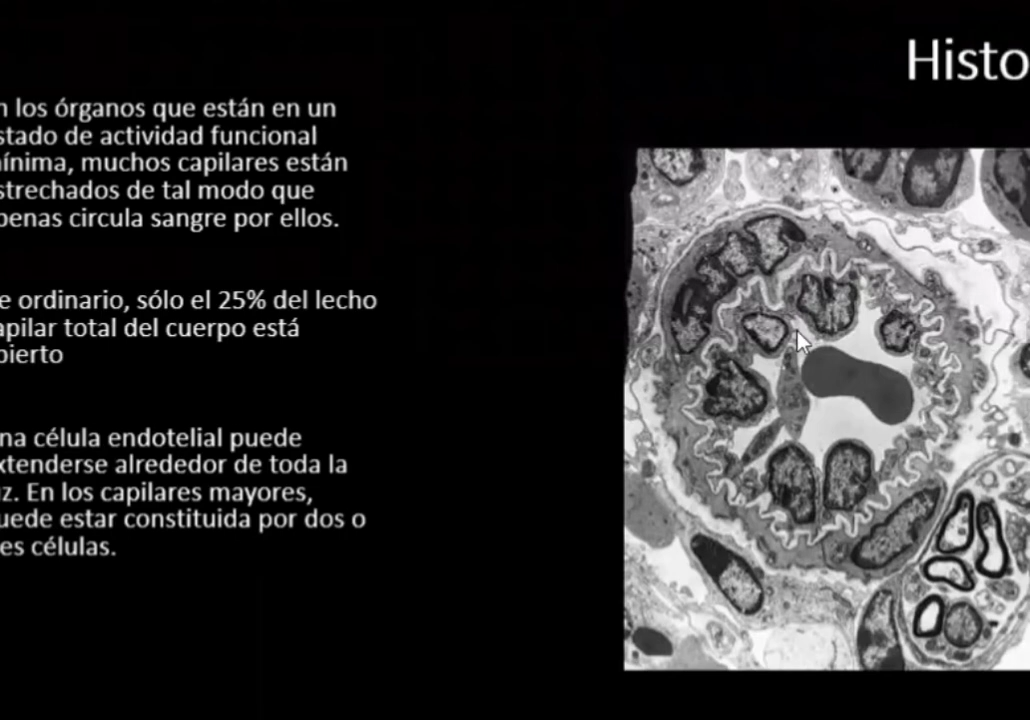 Histo
n los órganos que están en un
stado de actividad funcional
ínima, muchos capilares están
strechados de tal modo que
penas circula sangre por ellos.
e ordinario, sólo el 25% del lecho
apilar total del cuerpo está
bierto
na célula endotelial puede
xtenderse alrededor de toda la
uz. En los capilares mayores,
uede estar constituida por dos o
es células.